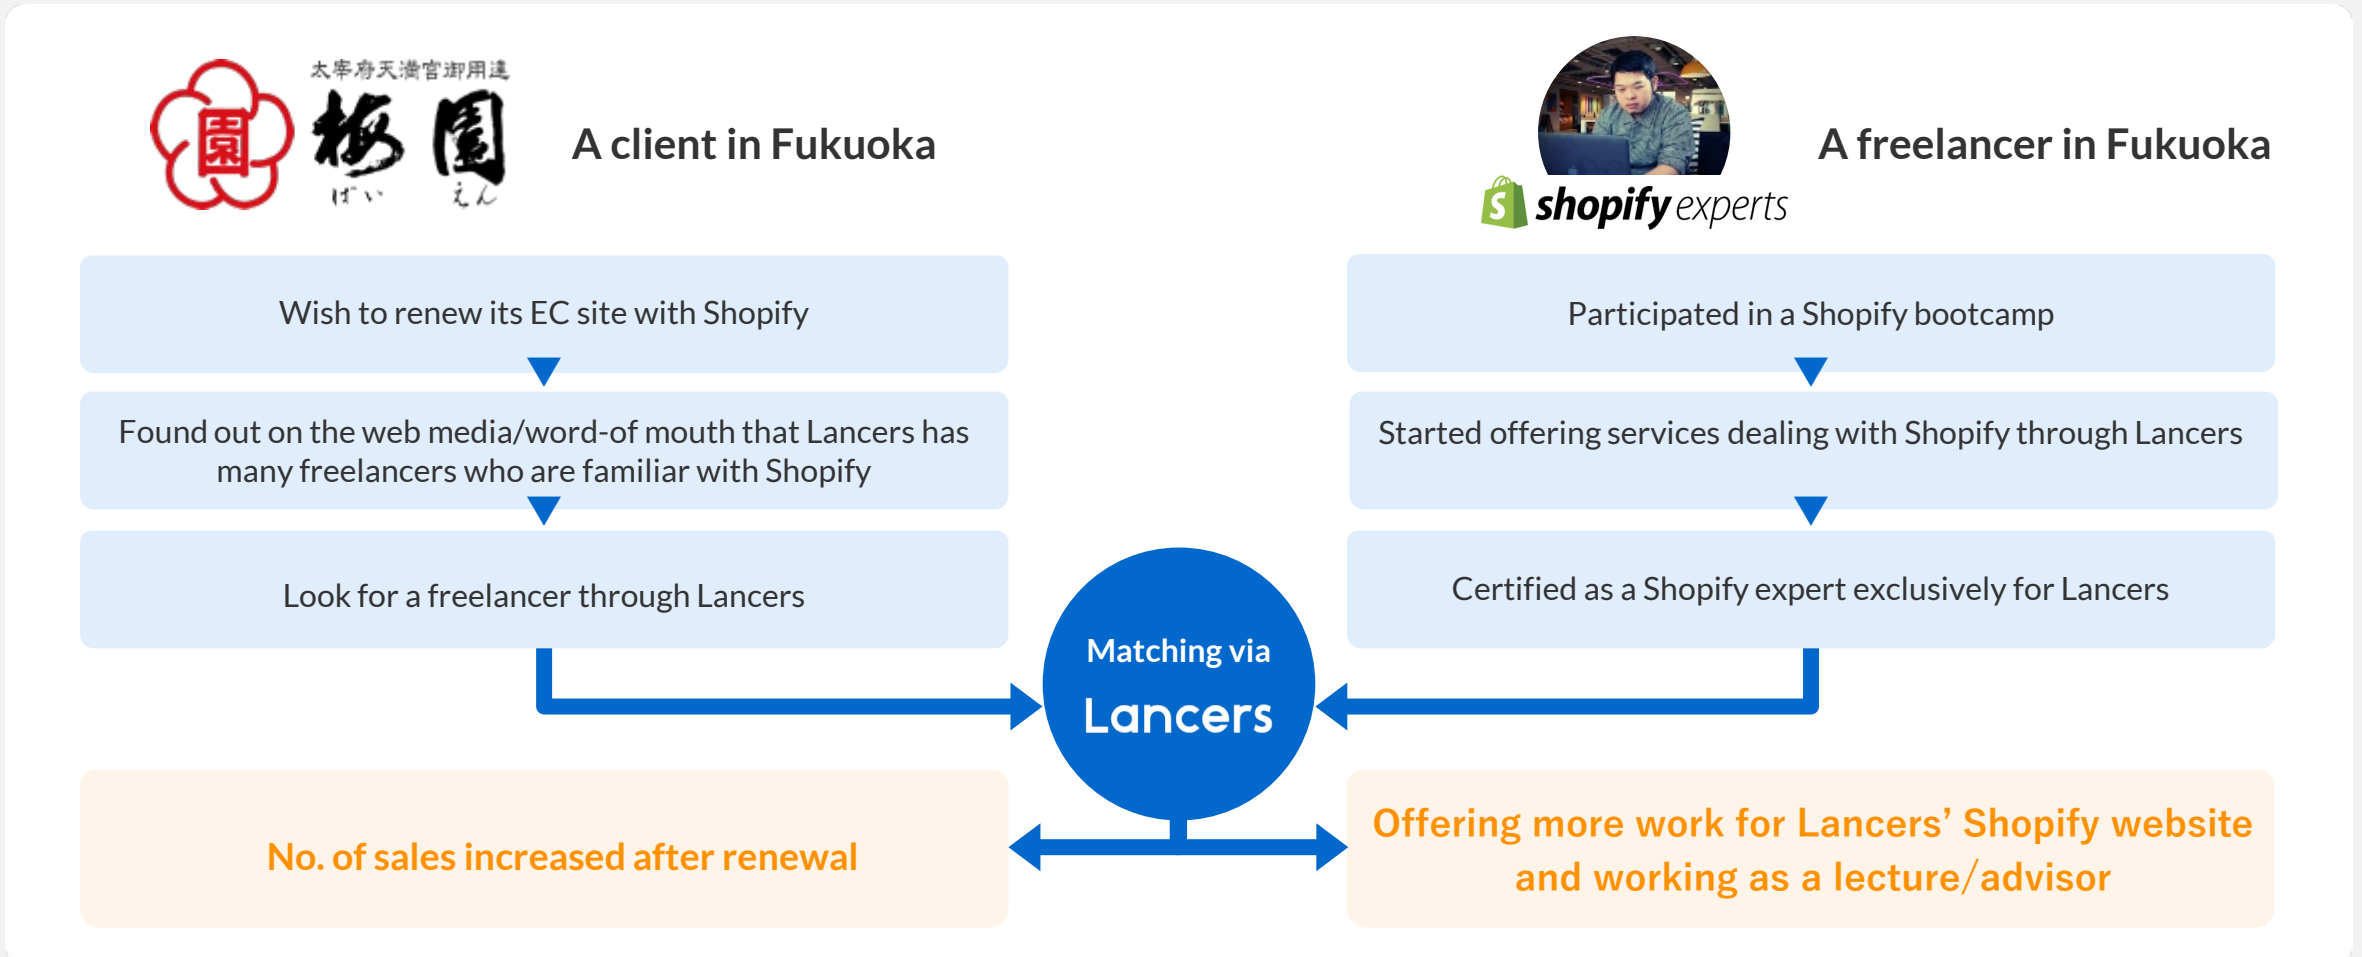 太宰府天満宮御用達
園
梅園
ばい えん
A client in Fukuoka
Wish to renew its EC site with Shopify
Found out on the web media/word-of mouth that Lancers has
many freelancers who are familiar with Shopify
Look for a freelancer through Lancers
A freelancer in Fukuoka
S
shopify experts
Participated in a Shopify bootcamp
Started offering services dealing with Shopify through Lancers
Certified as a Shopify expert exclusively for Lancers
Matching via
Lancers
No. of sales increased after renewal
Offering more work for Lancers’ Shopify website
and working as a lecture/advisor